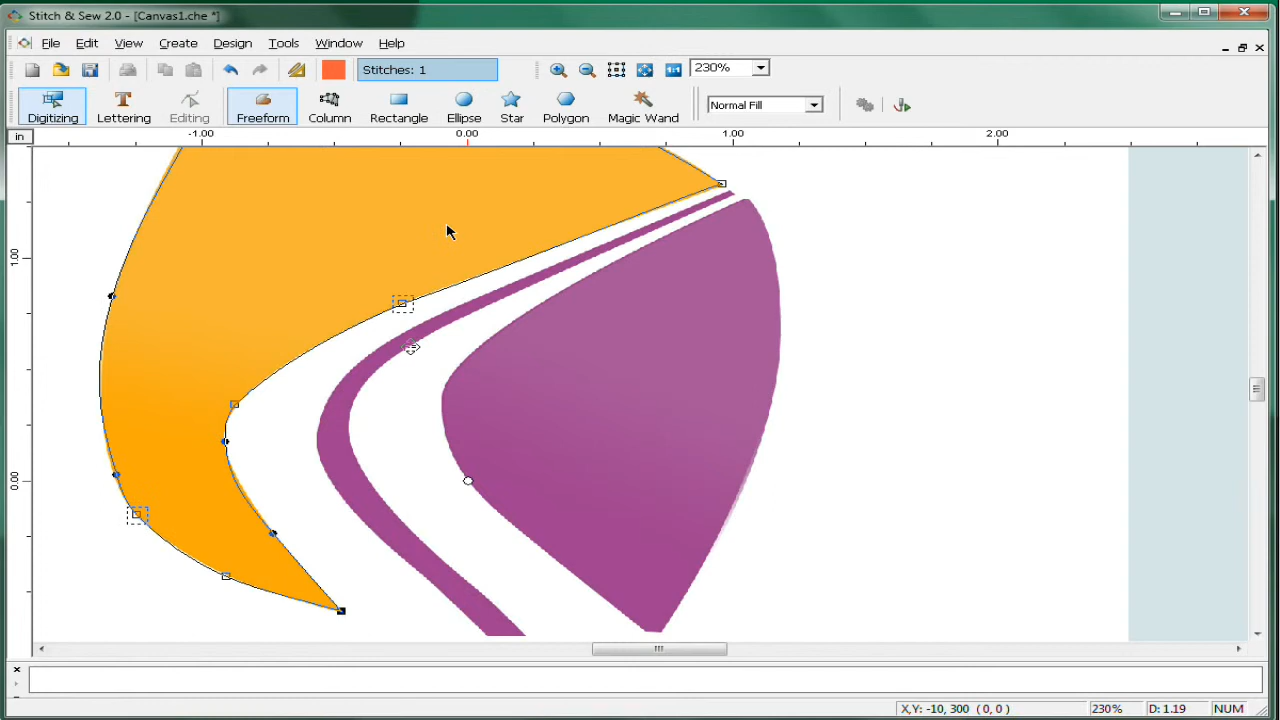 Stitch & Sew 2.0 - [Canvas1.che *]
File Edit View Create Design Tools Window Help
Stitches: 1 230%
Digitizing Lettering Editing Freeform Column Rectangle Ellipse Star Polygon Magic Wand Normal Fill
in -1.00 0.00 1.00 2.00
1.00
0.00
X,Y: -10, 300 ( 0, 0 ) 230% D: 1.19 NUM